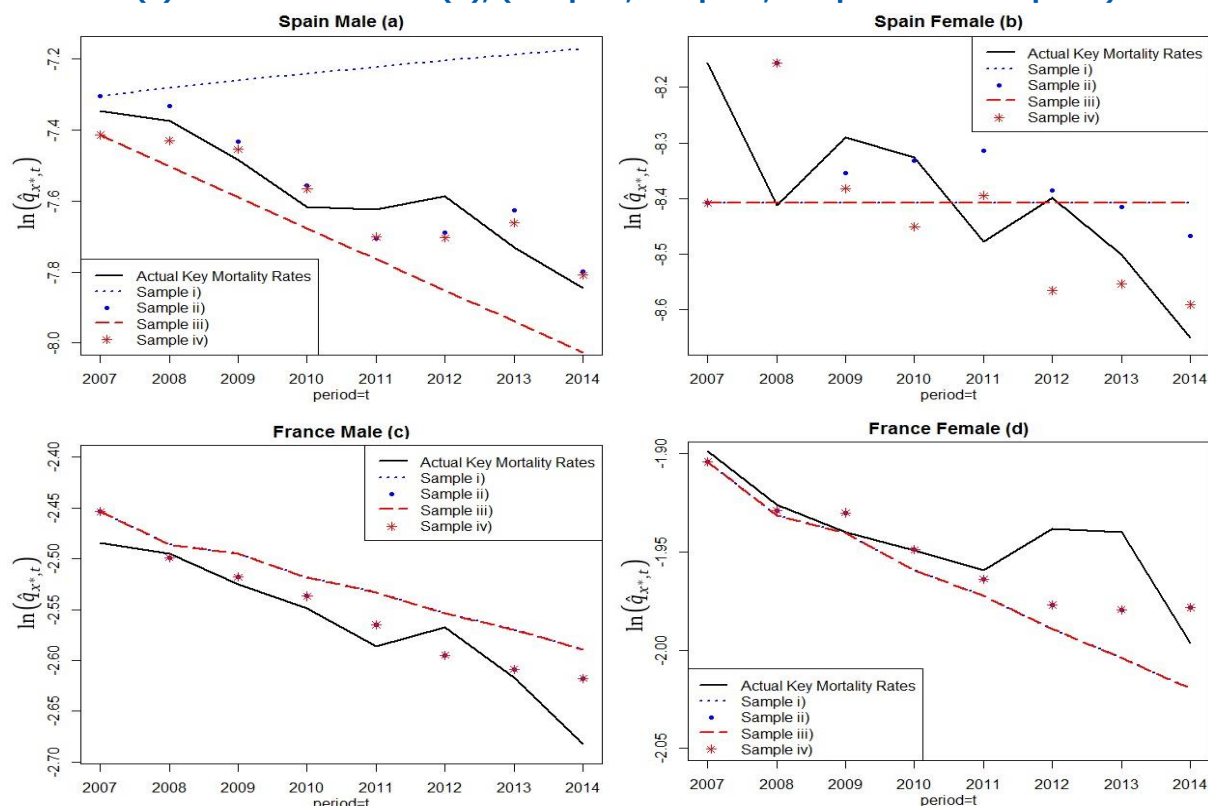 Spain Male (a)
ln(q̂x*,t)
-7.2
-7.4
-7.6
-7.8
-8.0
Actual Key Mortality Rates
Sample i)
Sample ii)
Sample iii)
Sample iv)
2007 2008 2009 2010 2011 2012 2013 2014
period=t
Spain Female (b)
ln(q̂x*,t)
-8.2
-8.3
-8.4
-8.5
-8.6
Actual Key Mortality Rates
Sample i)
Sample ii)
Sample iii)
Sample iv)
2007 2008 2009 2010 2011 2012 2013 2014
period=t
France Male (c)
ln(q̂x*,t)
-2.40
-2.45
-2.50
-2.55
-2.60
-2.65
-2.70
Actual Key Mortality Rates
Sample i)
Sample ii)
Sample iii)
Sample iv)
2007 2008 2009 2010 2011 2012 2013 2014
period=t
France Female (d)
ln(q̂x*,t)
-1.90
-1.95
-2.00
-2.05
Actual Key Mortality Rates
Sample i)
Sample ii)
Sample iii)
Sample iv)
2007 2008 2009 2010 2011 2012 2013 2014
period=t